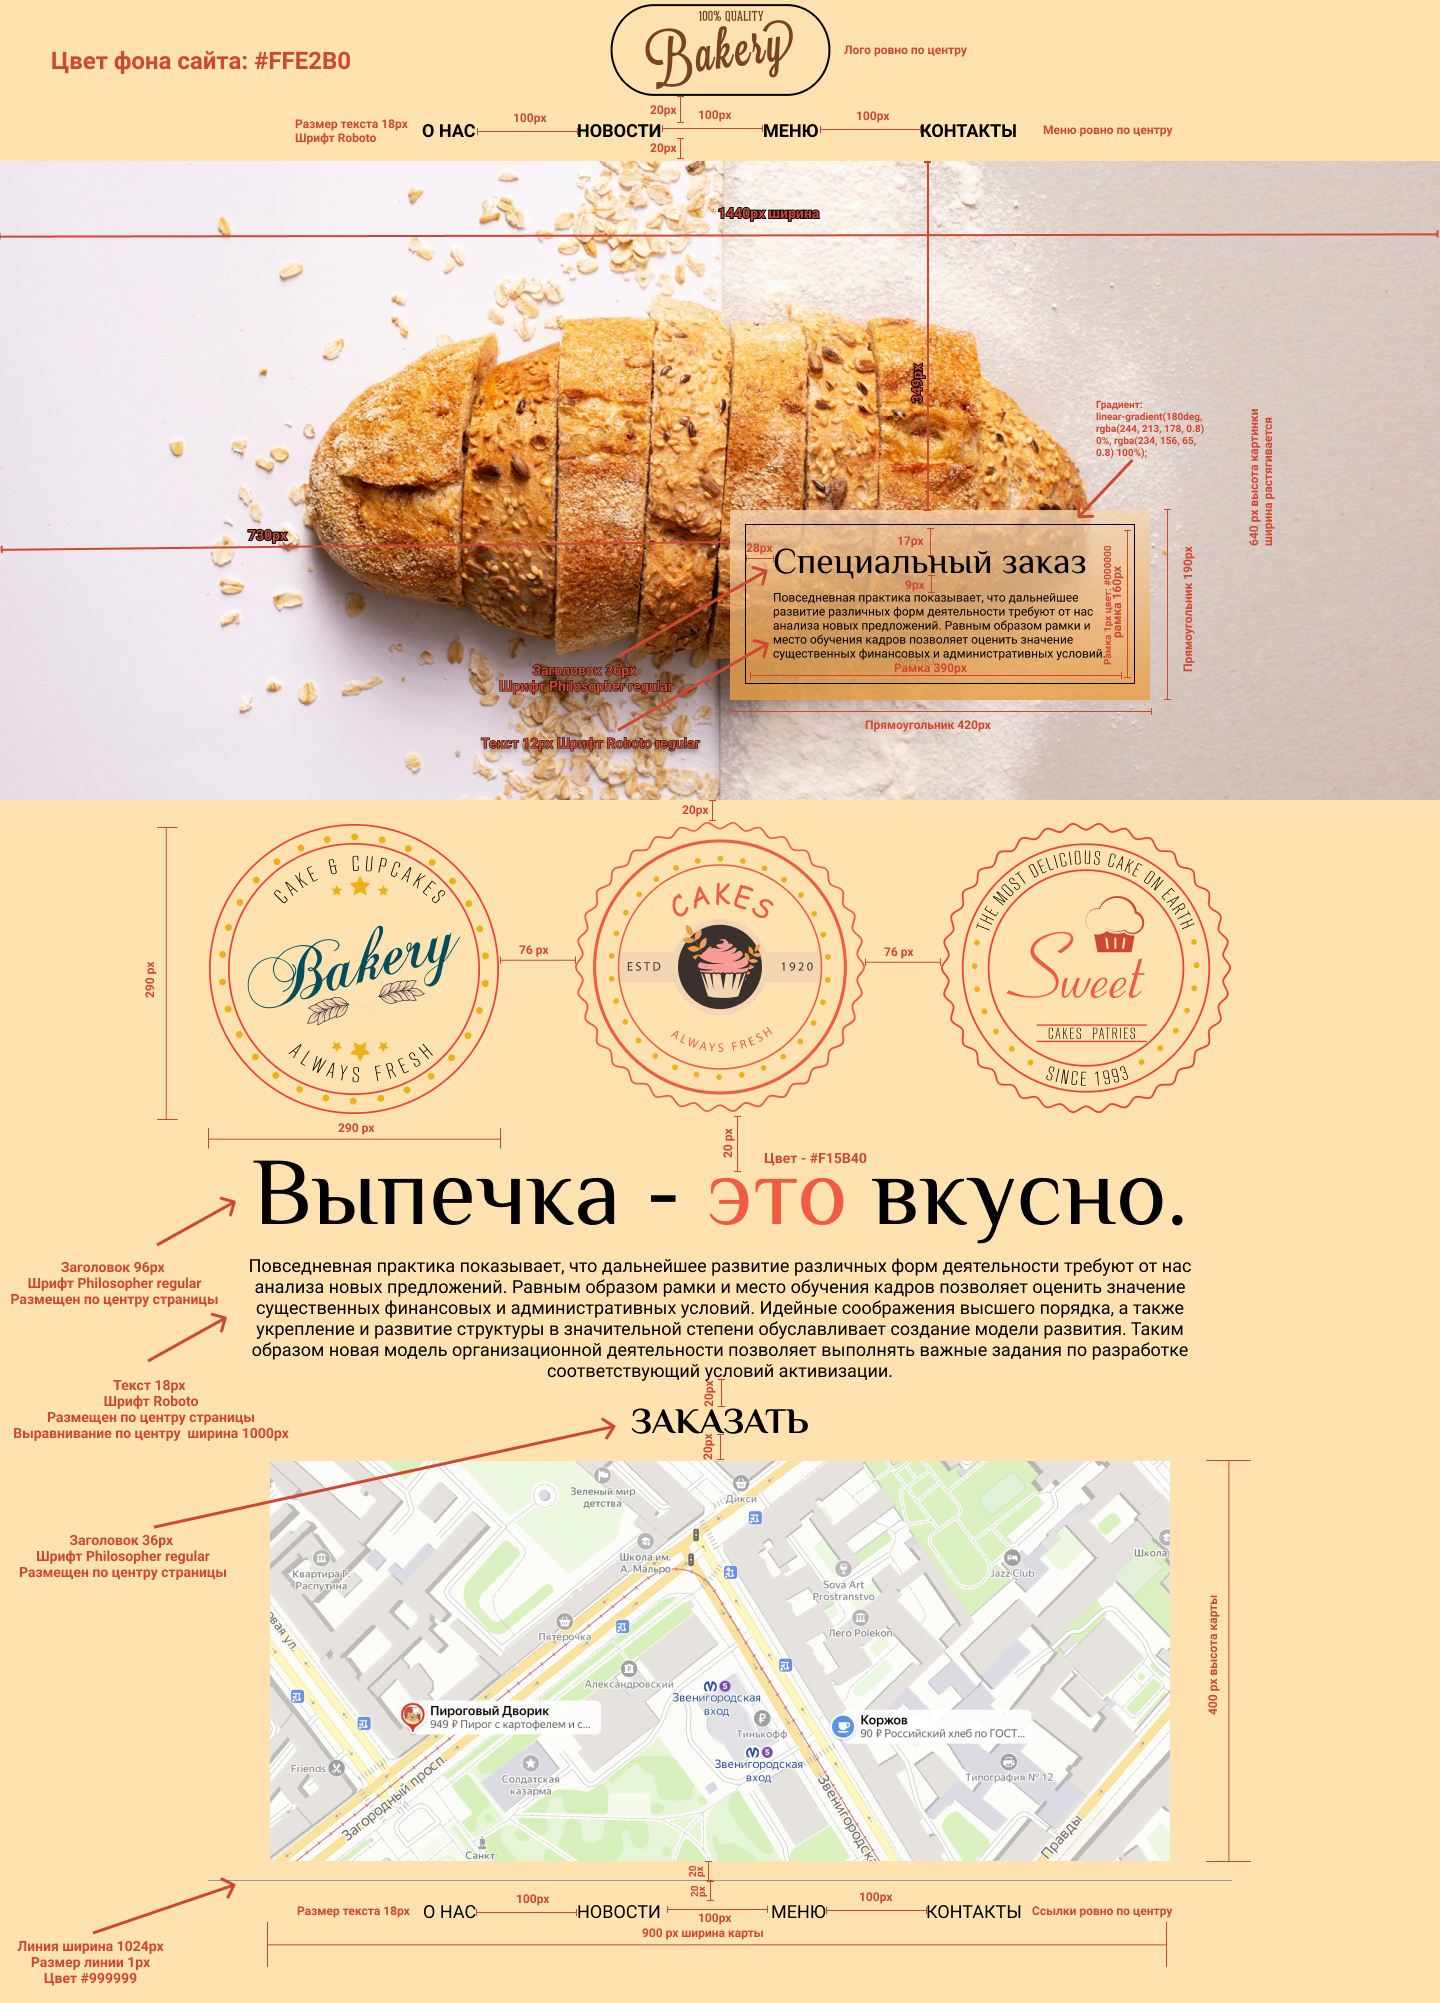 100% QUALITY
Bakery
Цвет фона сайта: #FFE2B0
Лого ровно по центру
20px
Размер текста 18px
Шрифт Roboto
О НАС
100px
НОВОСТИ
100px
МЕНЮ
100px
КОНТАКТЫ
Меню ровно по центру
20px
1440px ширина
349px
Градиент:
linear-gradient(180deg,
rgba(244, 213, 178, 0.8)
0%, rgba(234, 156, 65,
0.8) 100%);
640 px высота картинки
ширина растягивается
730px
28px
17px
Специальный заказ
9px
Повседневная практика показывает, что дальнейшее
развитие различных форм деятельности требуют от нас
анализа новых предложений. Равным образом рамки и
место обучения кадров позволяет оценить значение
существенных финансовых и административных условий.
Рамка 390px
Рамка 1px цвет: #000000
рамка 160px
Прямоугольник 190px
Прямоугольник 420px
Заголовок 36px
Шрифт Philosopher regular
Текст 12px Шрифт Roboto regular
20px
CAKE & CUPCAKES
Bakery
ALWAYS FRESH
290 px
290 px
76 px
CAKES
ESTD
1920
ALWAYS FRESH
76 px
THE MOST DELICIOUS CAKE ON EARTH
Sweet
CAKES PATRIES
SINCE 1993
20 px
Цвет - #F15B40
Выпечка - это вкусно.
Заголовок 96px
Шрифт Philosopher regular
Размещен по центру страницы
Повседневная практика показывает, что дальнейшее развитие различных форм деятельности требуют от нас
анализа новых предложений. Равным образом рамки и место обучения кадров позволяет оценить значение
существенных финансовых и административных условий. Идейные соображения высшего порядка, а также
укрепление и развитие структуры в значительной степени обуславливает создание модели развития. Таким
образом новая модель организационной деятельности позволяет выполнять важные задания по разработке
соответствующий условий активизации.
Текст 18px
Шрифт Roboto
Размещен по центру страницы
Выравнивание по центру ширина 1000px
20px
ЗАКАЗАТЬ
20px
Заголовок 36px
Шрифт Philosopher regular
Размещен по центру страницы
Зеленый мир
детства
Дикси
Школа им.
А. Мальро
Квартира Г.
Распутина
Sova Art
Prostranstvo
Jazz Club
Школа
овая ул.
Пятёрочка
Лего Polekon
Александровский
Звенигородская
вход
Пироговый Дворик
949 ₽ Пирог с картофелем и с...
Тинькофф
Коржов
90 ₽ Российский хлеб по ГОСТ...
Звенигородская
вход
Friends
Солдатская
казарма
Типография № 12
Загородный просп.
Звенигородска
Правды
Санкт
400 px высота карты
20
px
20
px
Линия ширина 1024px
Размер линии 1px
Цвет #999999
Размер текста 18px
О НАС
100px
НОВОСТИ
100px
МЕНЮ
100px
КОНТАКТЫ
Ссылки ровно по центру
900 px ширина карты